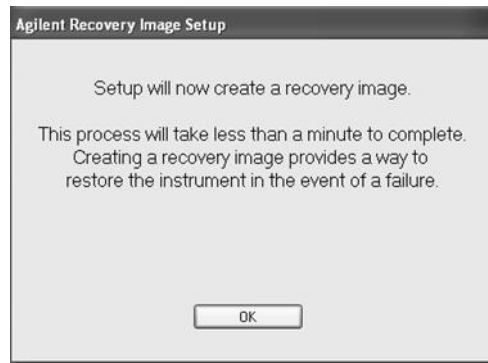 Agilent Recovery Image Setup
Setup will now create a recovery image.
This process will take less than a minute to complete.
Creating a recovery image provides a way to
restore the instrument in the event of a failure.
OK